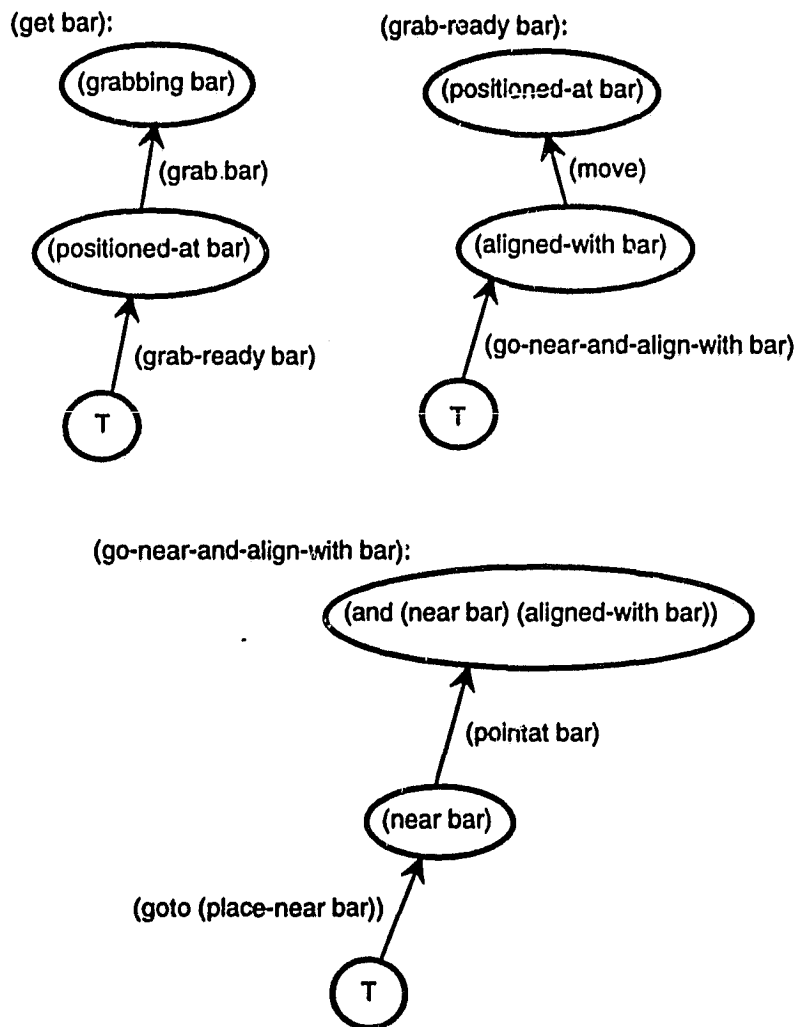 (get bar):
(grabbing bar)
(grab bar)
(positioned-at bar)
(grab-ready bar)
T
(grab-ready bar):
(positioned-at bar)
(move)
(aligned-with bar)
(go-near-and-align-with bar)
T
(go-near-and-align-with bar):
(and (near bar) (aligned-with bar))
(pointat bar)
(near bar)
(goto (place-near bar))
T